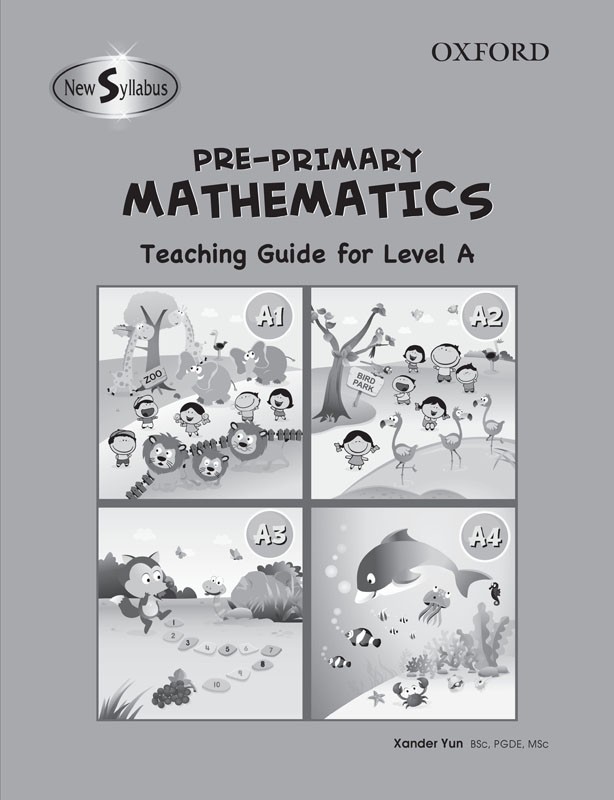 OXFORD
New Syllabus
PRE-PRIMARY
MATHEMATICS
Teaching Guide for Level A
A1
ZOO
A2
BIRD
PARK
A3
1
2
3
4
5
6
7
8
9
10
A4
Xander Yun BSc, PGDE, MSc